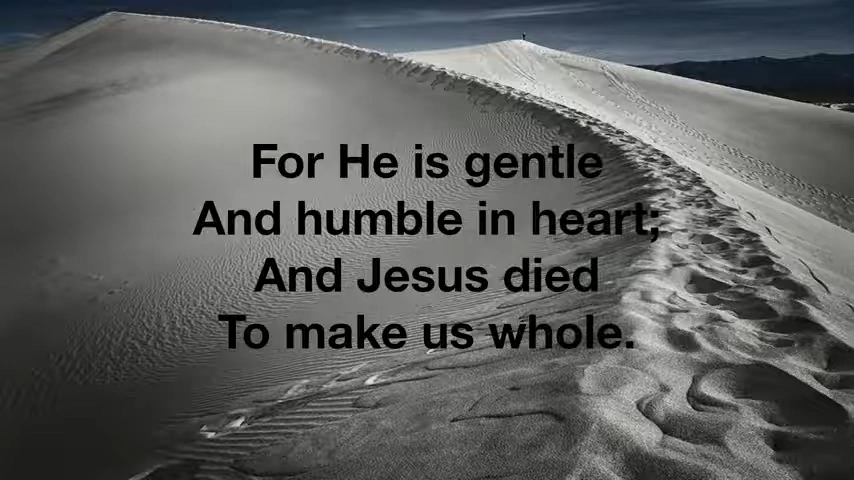 For He is gentle
And humble in heart;
And Jesus died
To make us whole.